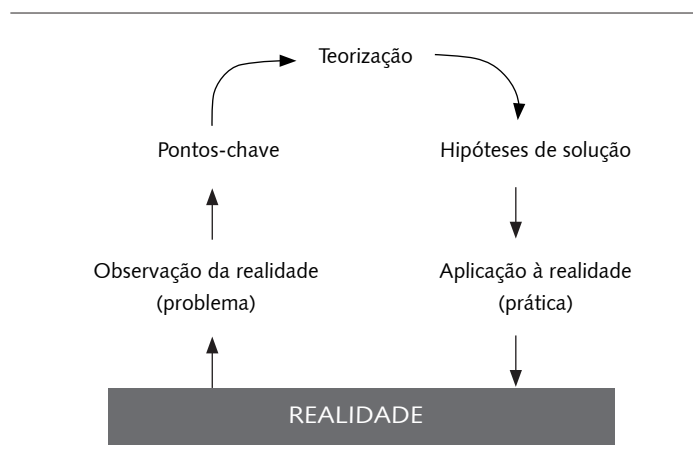 Teorização
Pontos-chave
Hipóteses de solução
Observação da realidade
(problema)
Aplicação à realidade
(prática)
REALIDADE